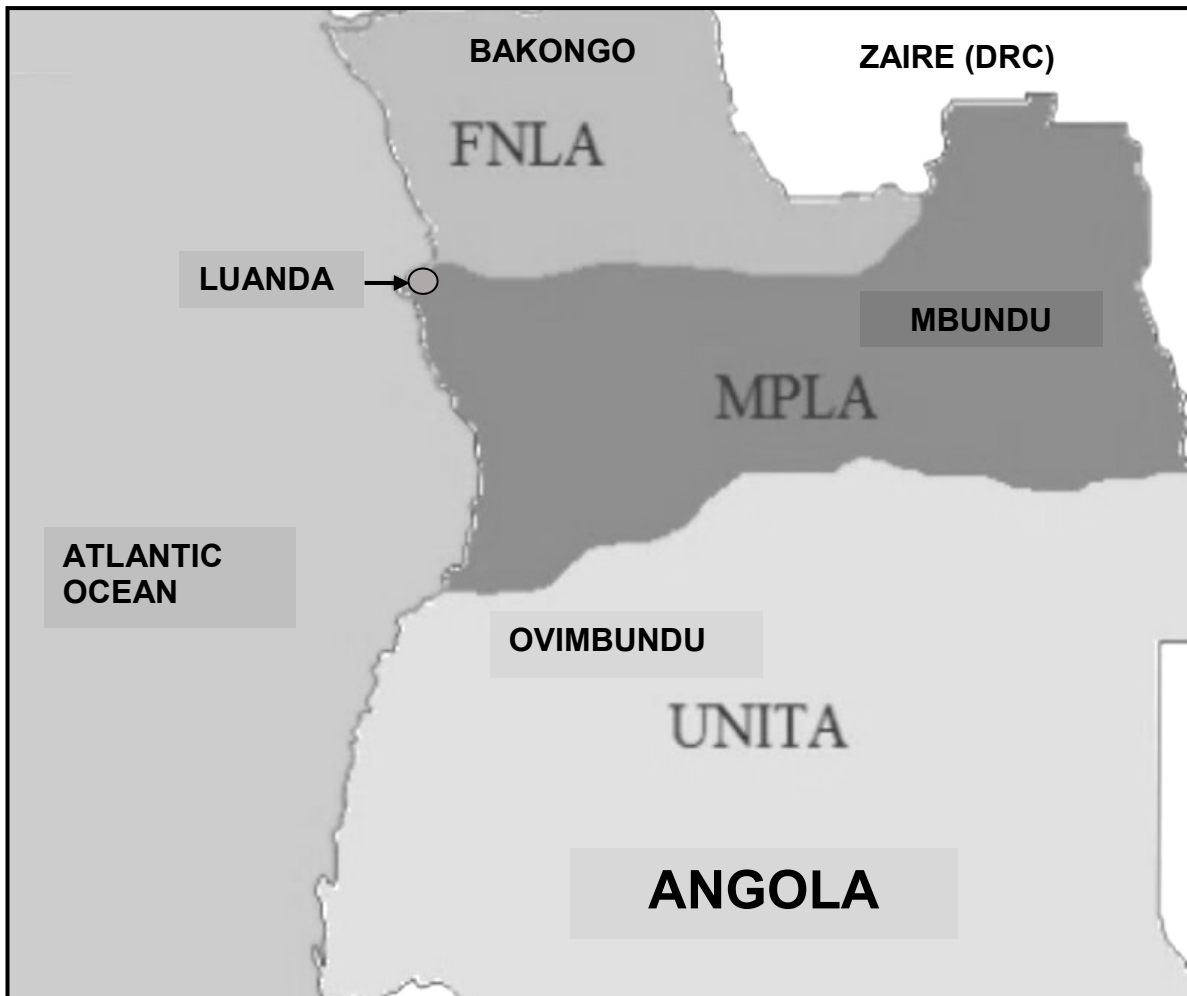 BAKONGO
ZAIRE (DRC)
FNLA
LUANDA
MBUNDU
MPLA
ATLANTIC
OCEAN
OVIMBUNDU
UNITA
ANGOLA